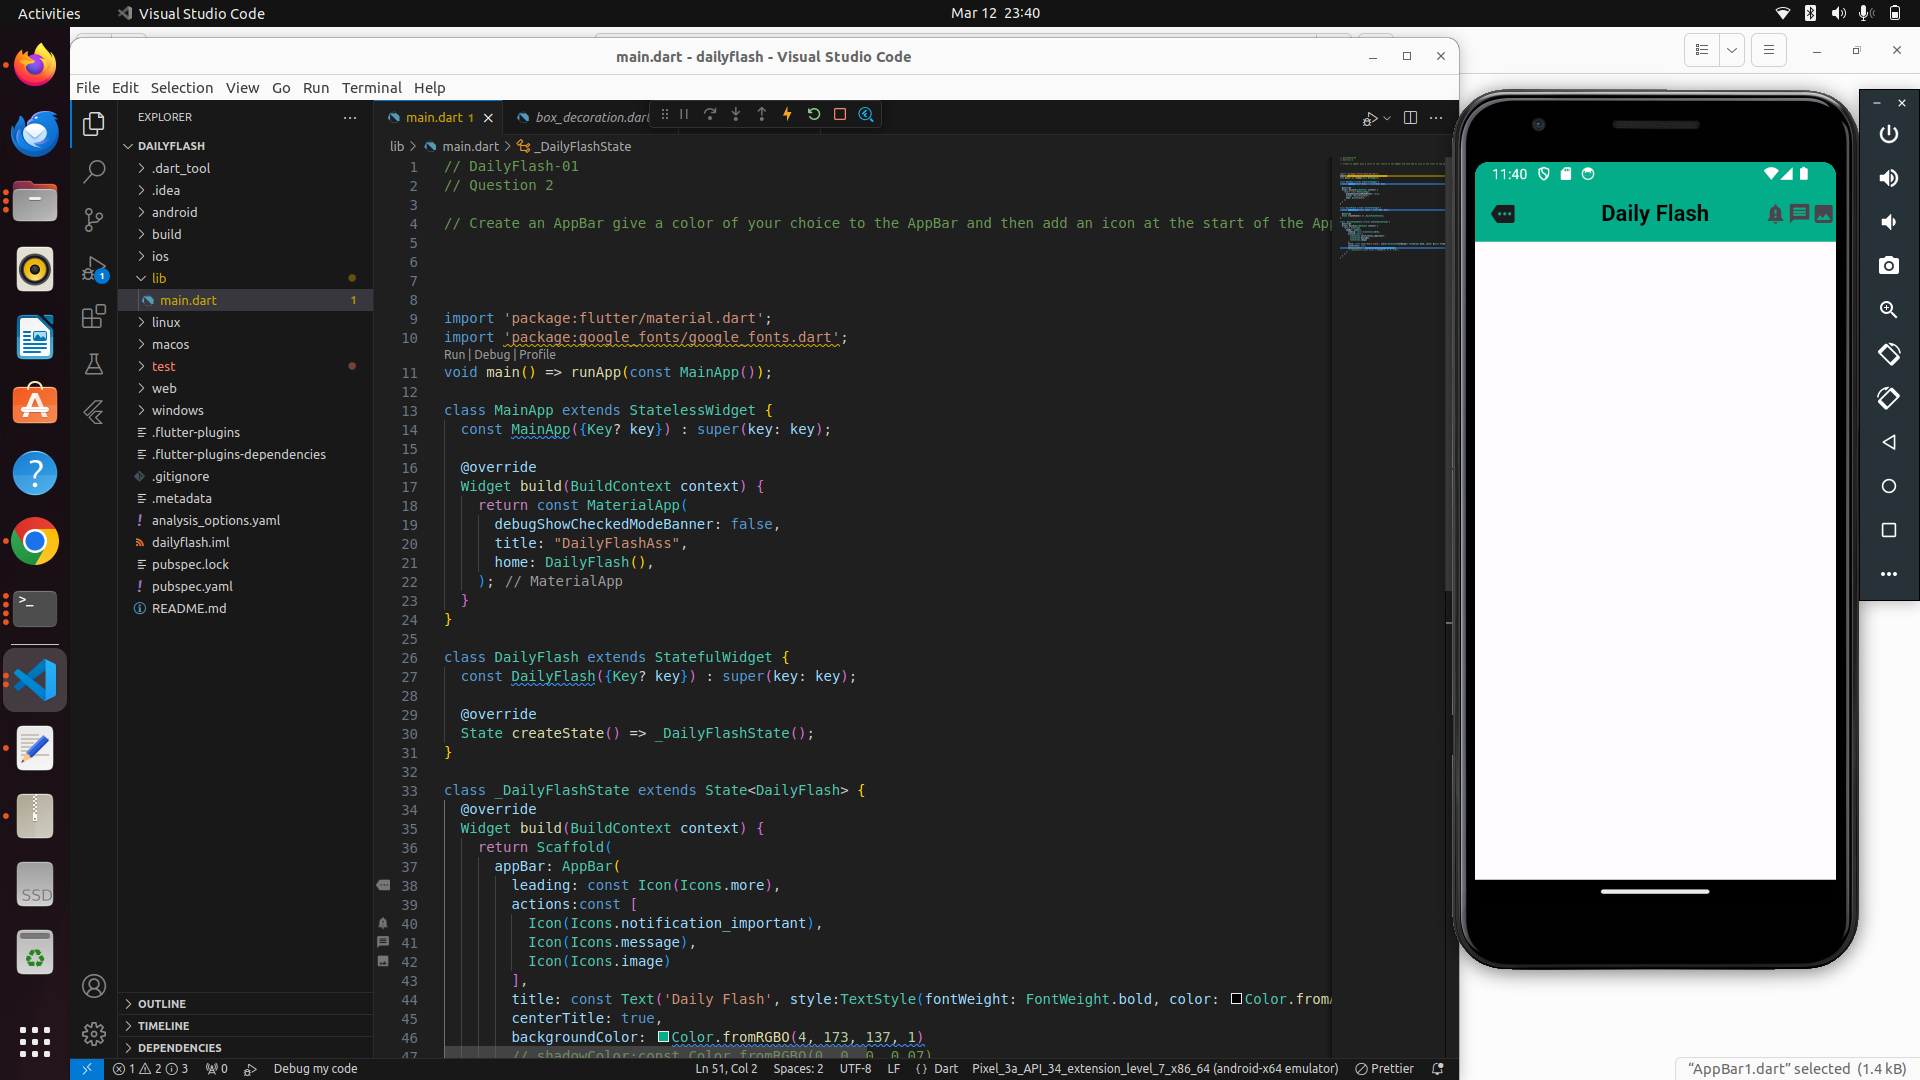 Activities
Visual Studio Code
Mar 12 23:40
main.dart - dailyflash - Visual Studio Code
File Edit Selection View Go Run Terminal Help
EXPLORER
main.dart 1
box_decoration.dart
DAILYFLASH
.dart_tool
.idea
android
build
ios
lib
main.dart 1
linux
macos
test
web
windows
.flutter-plugins
.flutter-plugins-dependencies
.gitignore
.metadata
analysis_options.yaml
dailyflash.iml
pubspec.lock
pubspec.yaml
README.md
OUTLINE
TIMELINE
DEPENDENCIES
lib > main.dart > _DailyFlashState
1 // DailyFlash-01
2 // Question 2
3
4 // Create an AppBar give a color of your choice to the AppBar and then add an icon at the start of the Ap
5
6
7
8
9 import 'package:flutter/material.dart';
10 import 'package:google_fonts/google_fonts.dart';
Run | Debug | Profile
11 void main() => runApp(const MainApp());
12
13 class MainApp extends StatelessWidget {
14 const MainApp({Key? key}) : super(key: key);
15
16 @override
17 Widget build(BuildContext context) {
18 return const MaterialApp(
19 debugShowCheckedModeBanner: false,
20 title: "DailyFlashAss",
21 home: DailyFlash(),
22 ); // MaterialApp
23 }
24 }
25
26 class DailyFlash extends StatefulWidget {
27 const DailyFlash({Key? key}) : super(key: key);
28
29 @override
30 State createState() => _DailyFlashState();
31 }
32
33 class _DailyFlashState extends State<DailyFlash> {
34 @override
35 Widget build(BuildContext context) {
36 return Scaffold(
37 appBar: AppBar(
38 leading: const Icon(Icons.more),
39 actions:const [
40 Icon(Icons.notification_important),
41 Icon(Icons.message),
42 Icon(Icons.image)
43 ],
44 title: const Text('Daily Flash', style:TextStyle(fontWeight: FontWeight.bold, color: Color.from
45 centerTitle: true,
46 backgroundColor: Color.fromRGBO(4, 173, 137, 1)
47 // shadowColor:const Color.fromRGBO(0, 0, 0, 0.07)
1 2 3
0
Debug my code
Ln 51, Col 2
Spaces: 2
UTF-8
LF
{} Dart
Pixel_3a_API_34_extension_level_7_x86_64 (android-x64 emulator)
Prettier
1
SSD
11:40
Daily Flash
"AppBar1.dart" selected (1.4 kB)